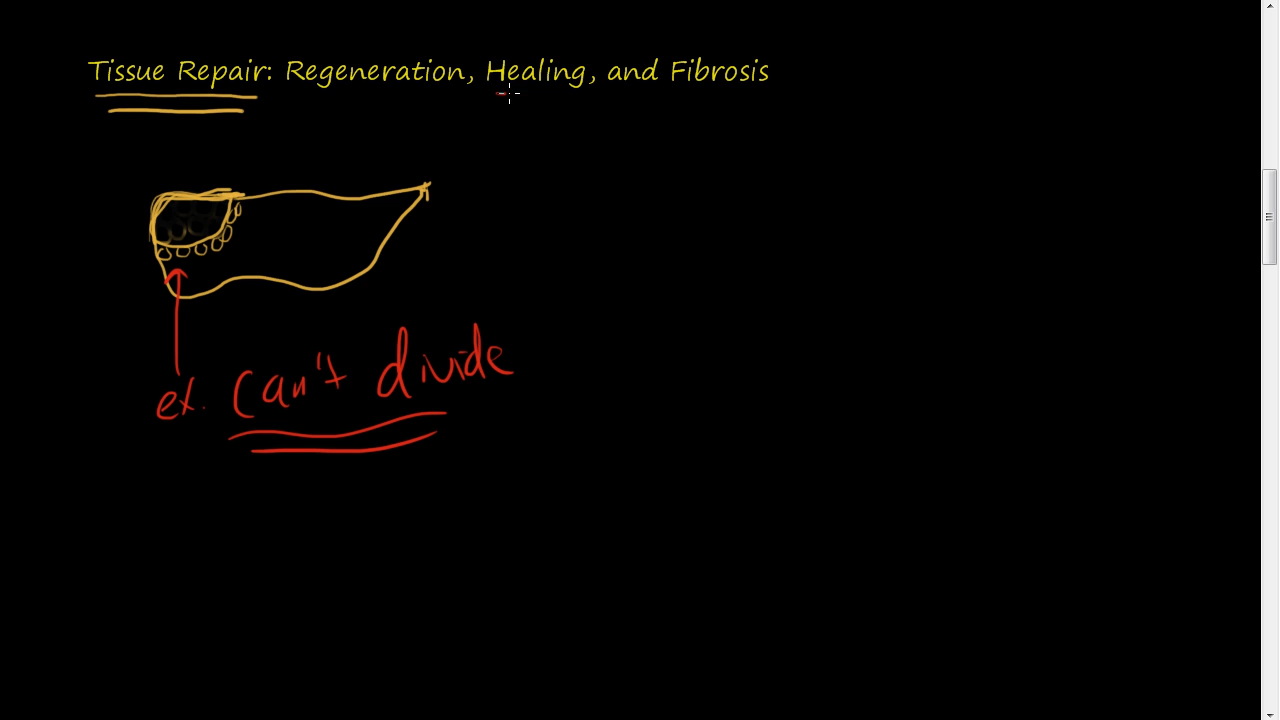 Tissue Repair: Regeneration, Healing, and Fibrosis
ex. Can't divide